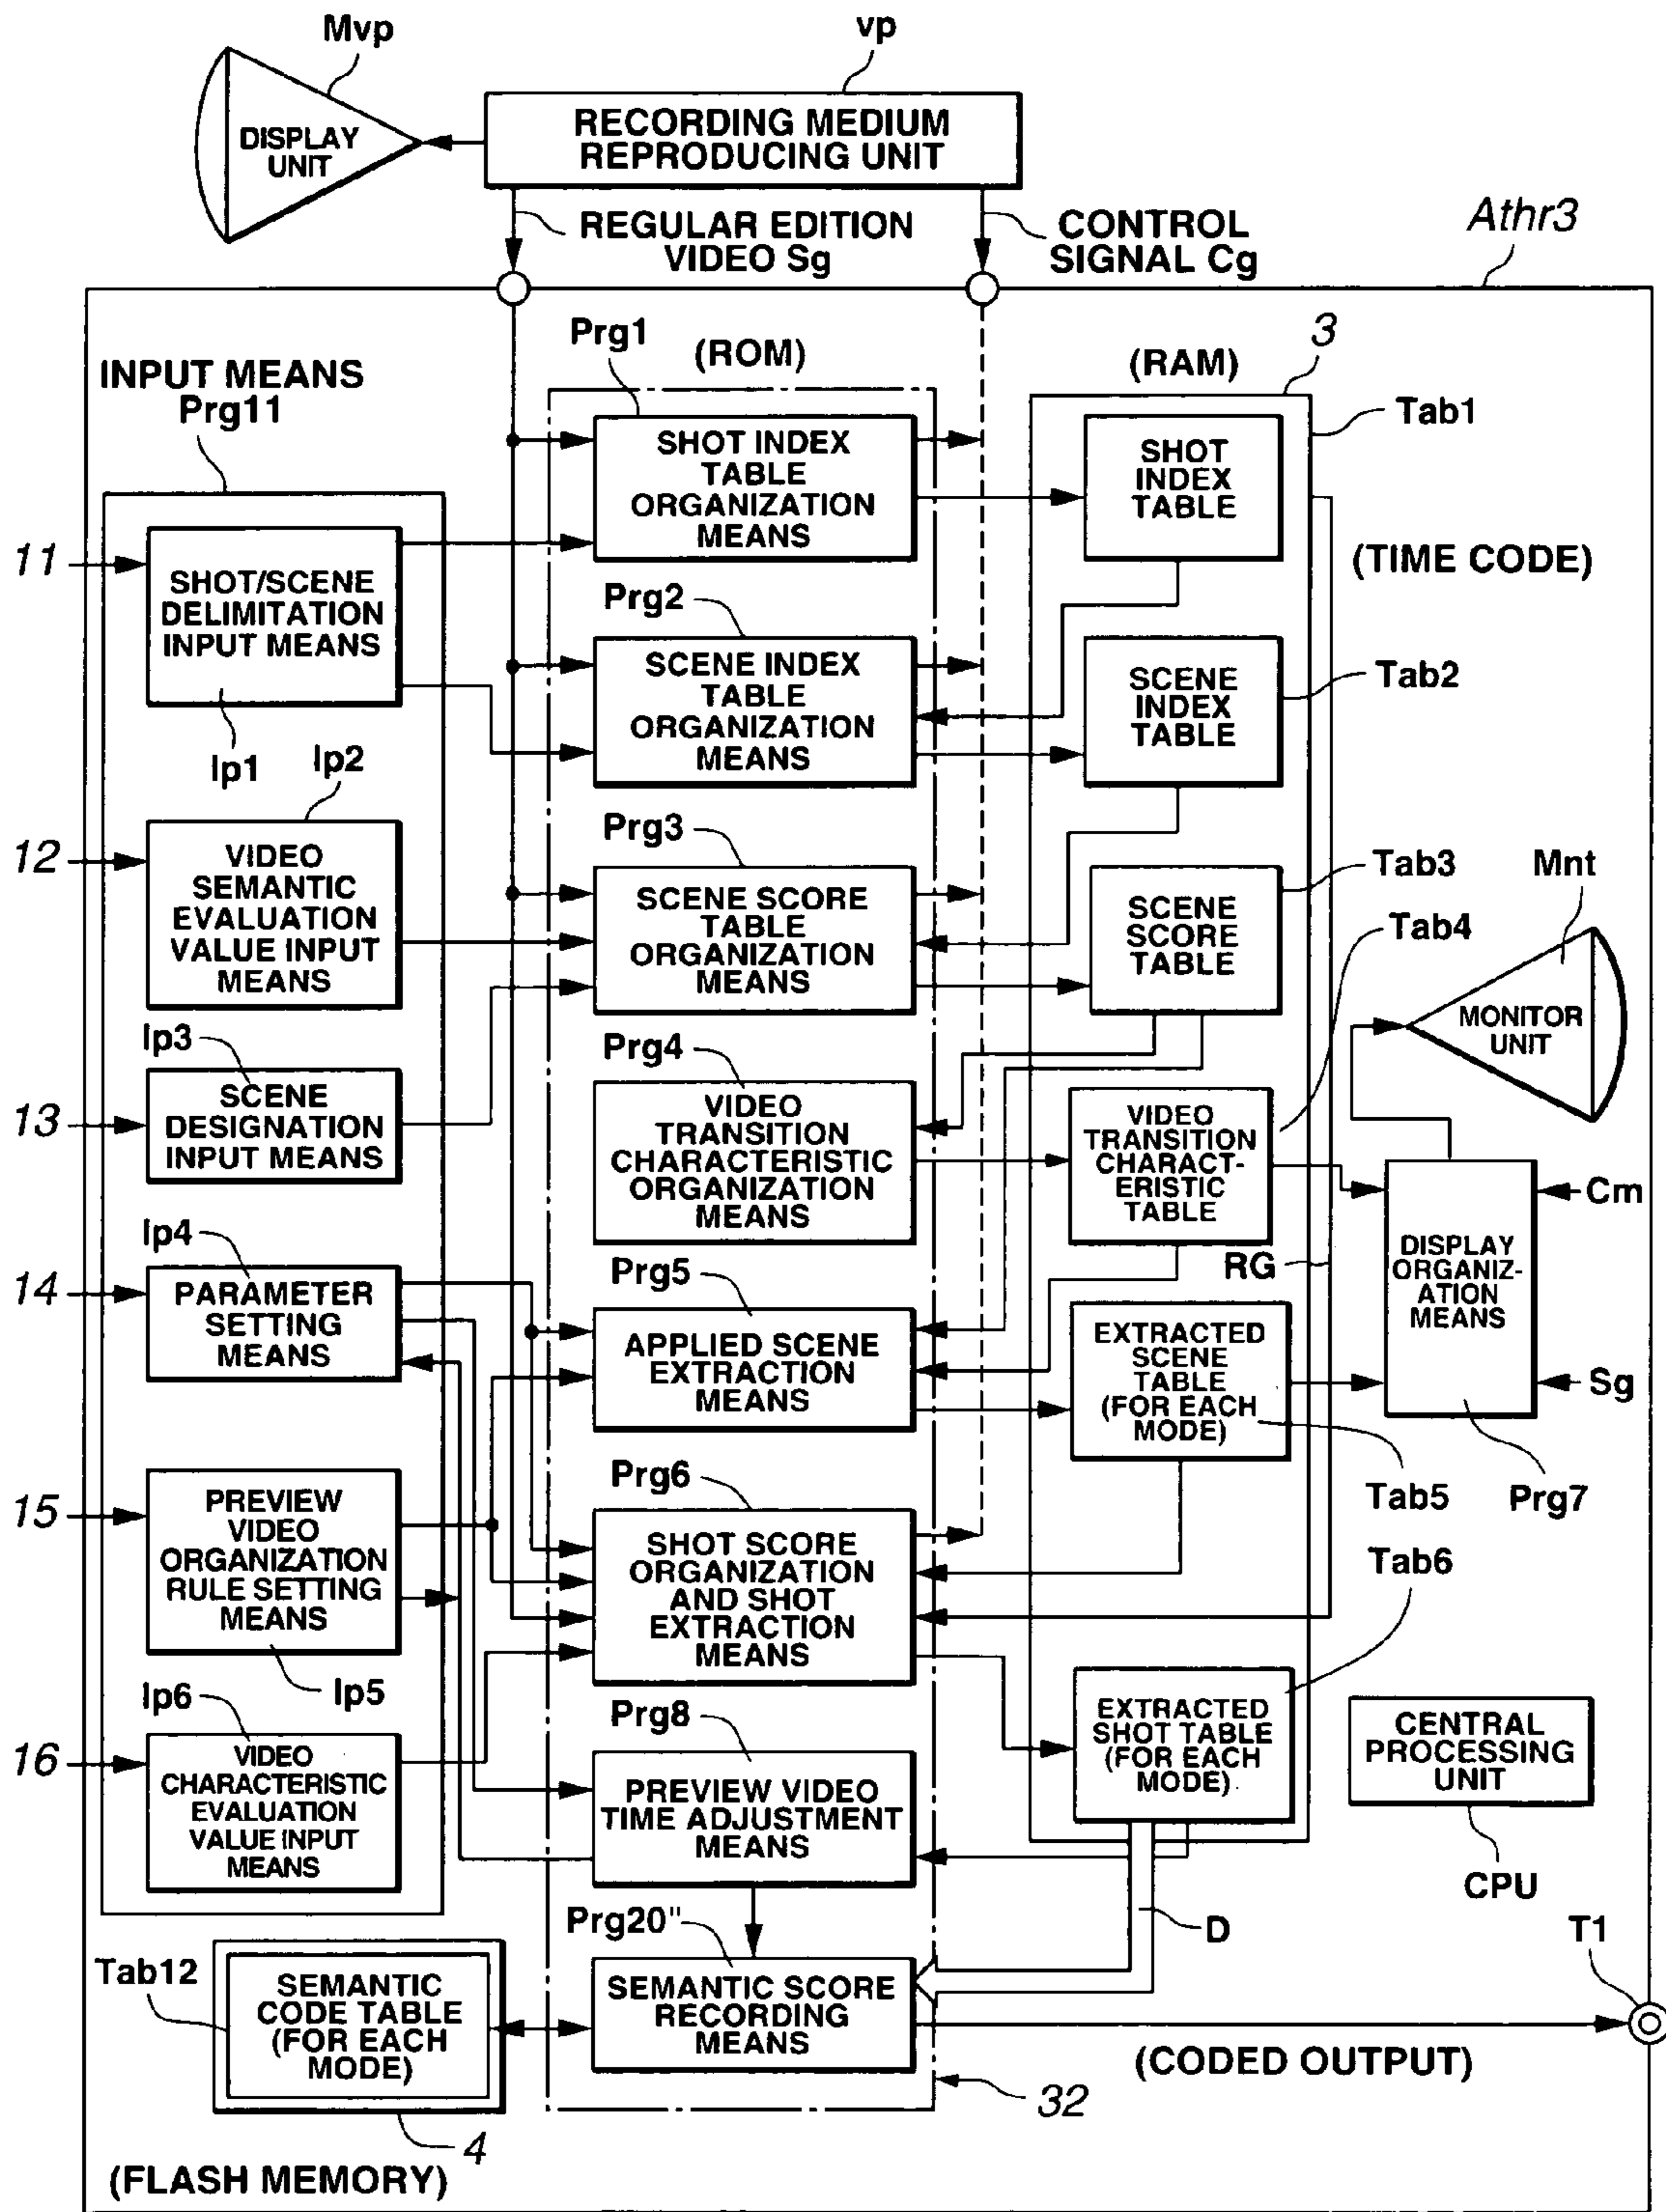 Mvp
vp
DISPLAY
UNIT
RECORDING MEDIUM
REPRODUCING UNIT
REGULAR EDITION
VIDEO Sg
CONTROL
SIGNAL Cg
Athr3
INPUT MEANS
Prg11
Prg1
(ROM)
(RAM)
3
Tab1
SHOT INDEX
TABLE
ORGANIZATION
MEANS
SHOT
INDEX
TABLE
(TIME CODE)
11
SHOT/SCENE
DELIMITATION
INPUT MEANS
Ip1
Prg2
SCENE INDEX
TABLE
ORGANIZATION
MEANS
SCENE
INDEX
TABLE
Tab2
Ip2
12
VIDEO
SEMANTIC
EVALUATION
VALUE INPUT
MEANS
Prg3
SCENE SCORE
TABLE
ORGANIZATION
MEANS
SCENE
SCORE
TABLE
Tab3
Tab4
Mnt
MONITOR
UNIT
Ip3
13
SCENE
DESIGNATION
INPUT MEANS
Prg4
VIDEO
TRANSITION
CHARACTERISTIC
ORGANIZATION
MEANS
VIDEO
TRANSITION
CHARACT-
ERISTIC
TABLE
RG
Cm
DISPLAY
ORGANIZ-
ATION
MEANS
Sg
Prg7
Ip4
14
PARAMETER
SETTING
MEANS
Prg5
APPLIED SCENE
EXTRACTION
MEANS
EXTRACTED
SCENE
TABLE
(FOR EACH
MODE)
Tab5
15
PREVIEW
VIDEO
ORGANIZATION
RULE SETTING
MEANS
Ip5
Prg6
SHOT SCORE
ORGANIZATION
AND SHOT
EXTRACTION
MEANS
Tab6
EXTRACTED
SHOT TABLE
(FOR EACH
MODE)
Ip6
16
VIDEO
CHARACTERISTIC
EVALUATION
VALUE INPUT
MEANS
Prg8
PREVIEW VIDEO
TIME ADJUSTMENT
MEANS
CENTRAL
PROCESSING
UNIT
CPU
D
T1
Prg20"
SEMANTIC SCORE
RECORDING
MEANS
Tab12
SEMANTIC
CODE TABLE
(FOR EACH
MODE)
(CODED OUTPUT)
32
4
(FLASH MEMORY)